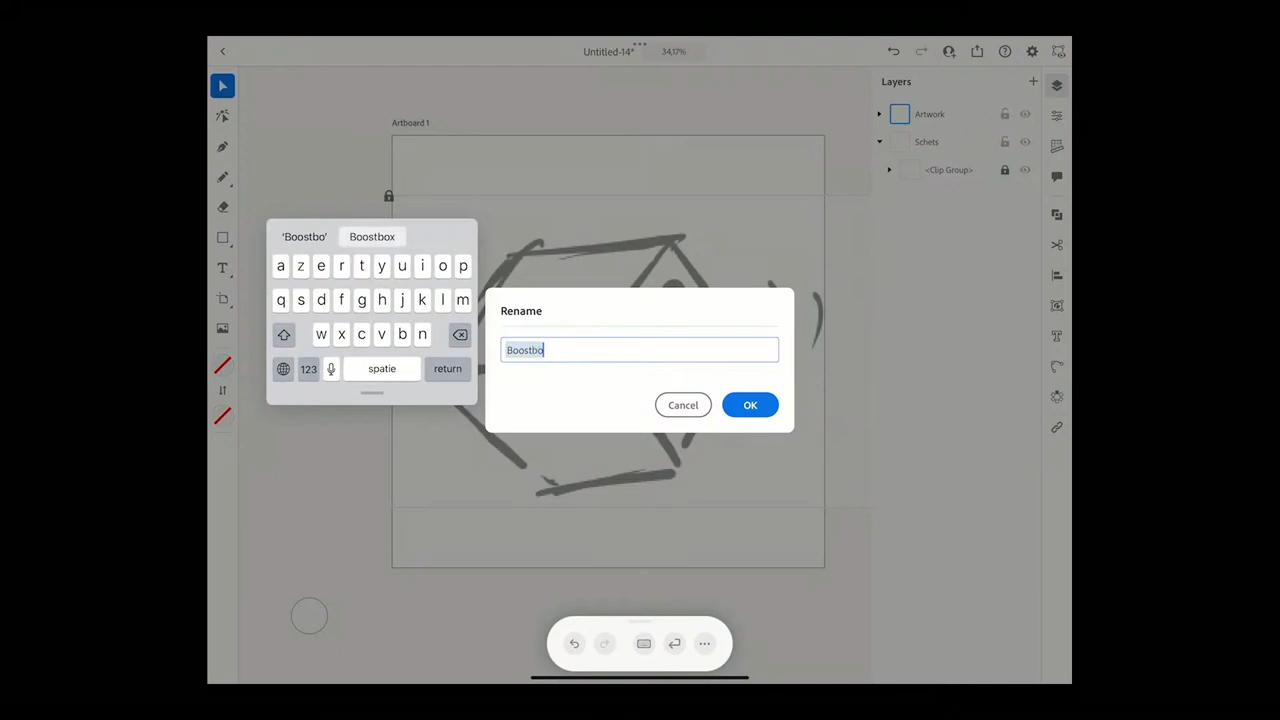 Untitled-14* 34,17%
Layers
Artwork
Schets
<Clip Group>
Artboard 1
'Boostbo' Boostbox
a z e r t y u i o p
q s d f g h j k l m
w x c v b n
123 spatie return
Rename
Boostbo
Cancel OK